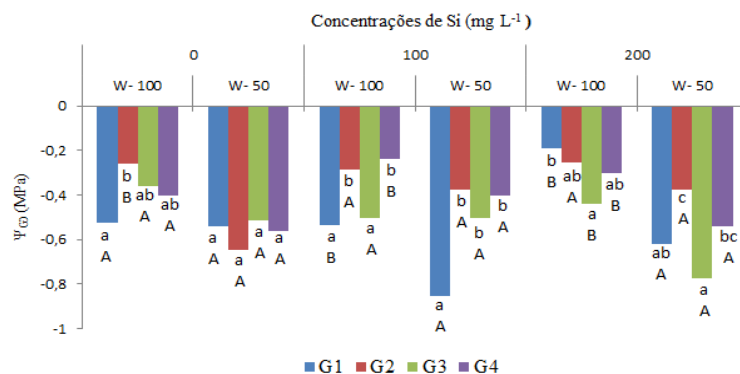 Concentrações de Si (mg L⁻¹)
0 100 200
W- 100 W- 50 W- 100 W- 50 W- 100 W- 50
0
-0,2
-0,4
-0,6
-0,8
-1
Ψω (MPa)
a A b B ab A ab A
a A a A a A a A
a B b A a A b B
a A b A b A b A
b B ab A a B ab B
ab A c A a A bc A
G1 G2 G3 G4